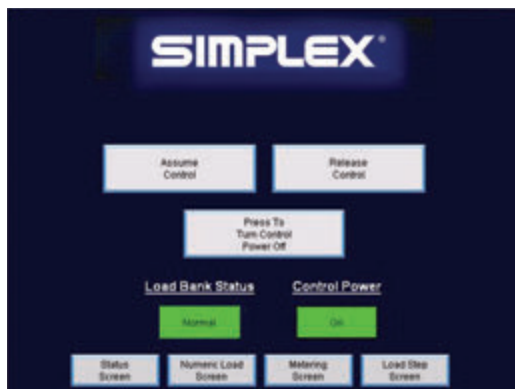 SIMPLEX®
Assume
Control
Release
Control
Press To
Turn Control
Power Off
Load Bank Status
Control Power
Normal
On
Status
Screen
Numeric Load
Screen
Metering
Screen
Load Step
Screen